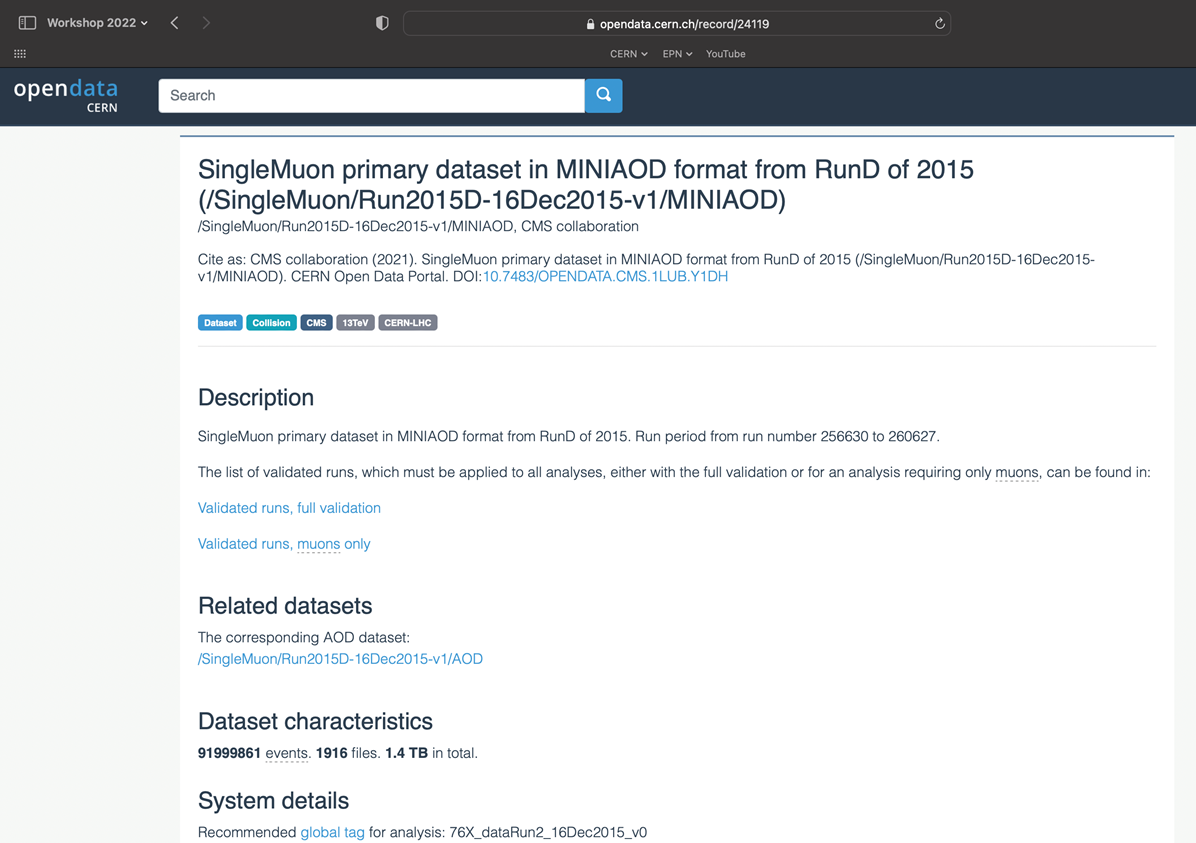 Workshop 2022
opendata.cern.ch/record/24119
CERN EPN YouTube
opendata
CERN
Search
SingleMuon primary dataset in MINIAOD format from RunD of 2015
(/SingleMuon/Run2015D-16Dec2015-v1/MINIAOD)
/SingleMuon/Run2015D-16Dec2015-v1/MINIAOD, CMS collaboration
Cite as: CMS collaboration (2021). SingleMuon primary dataset in MINIAOD format from RunD of 2015 (/SingleMuon/Run2015D-16Dec2015-
v1/MINIAOD). CERN Open Data Portal. DOI:10.7483/OPENDATA.CMS.1LUB.Y1DH
Dataset Collision CMS 13TeV CERN-LHC
Description
SingleMuon primary dataset in MINIAOD format from RunD of 2015. Run period from run number 256630 to 260627.
The list of validated runs, which must be applied to all analyses, either with the full validation or for an analysis requiring only muons, can be found in:
Validated runs, full validation
Validated runs, muons only
Related datasets
The corresponding AOD dataset:
/SingleMuon/Run2015D-16Dec2015-v1/AOD
Dataset characteristics
91999861 events. 1916 files. 1.4 TB in total.
System details
Recommended global tag for analysis: 76X_dataRun2_16Dec2015_v0